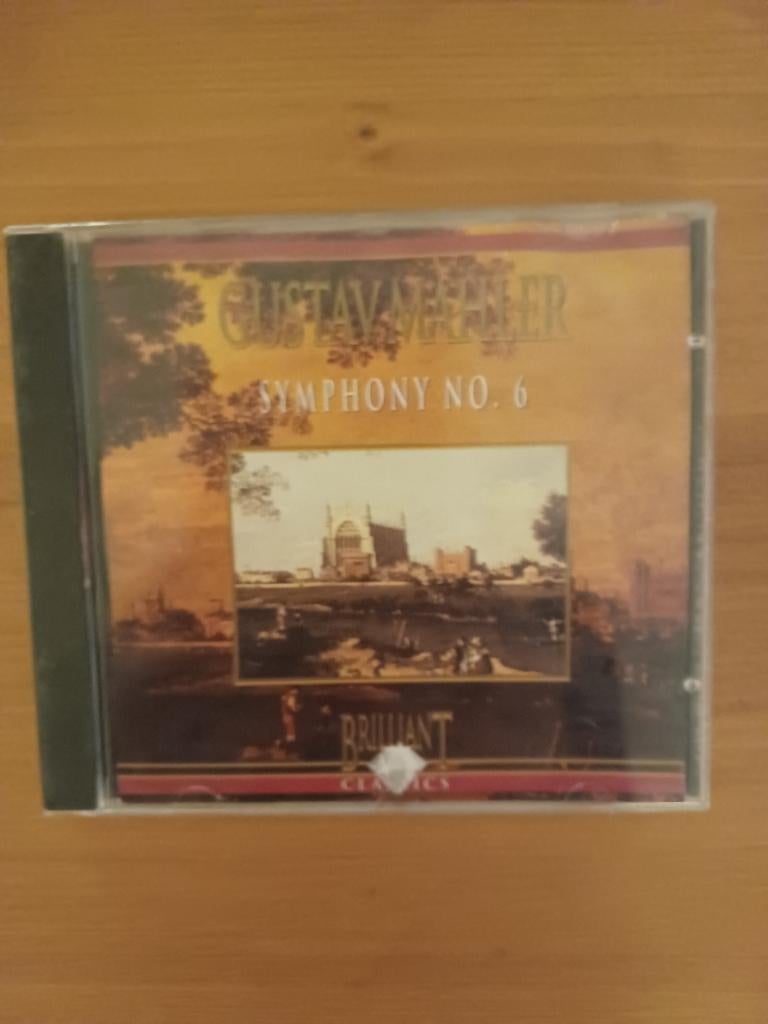 GUSTAV MAHLER
SYMPHONY NO. 6
BRILLIANT
CLASSICS